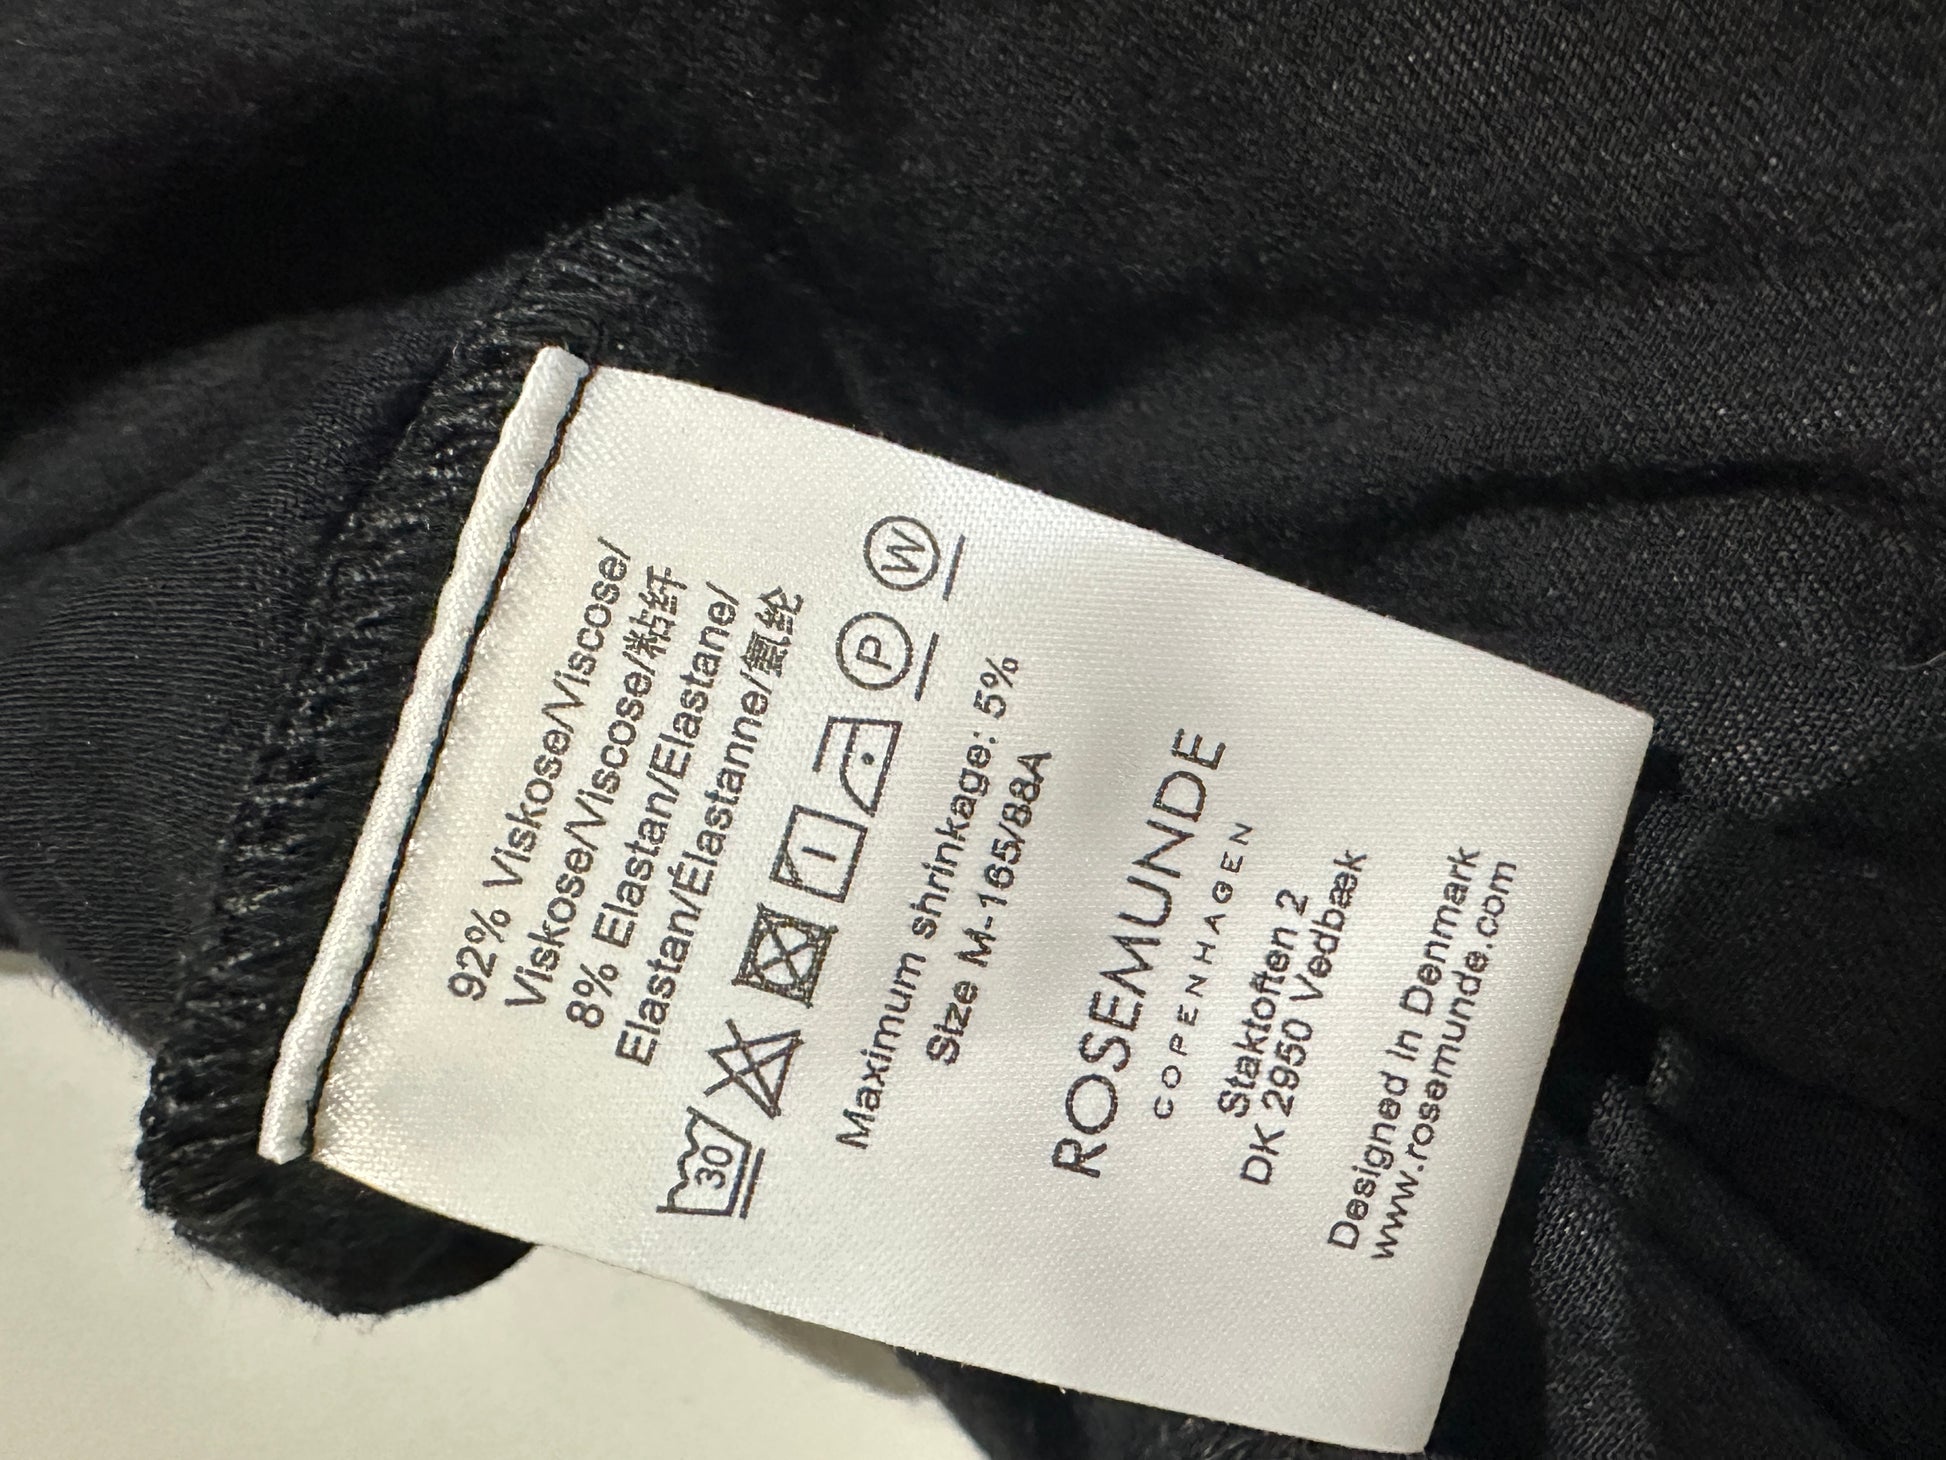 92% Viskose/Viscose/
Viskose/Viscose/粘纤
8% Elastan/Elastane/
Elastan/Élastanne/氨纶
30 P W
Maximum shrinkage: 5%
Size M-165/88A
ROSEMUNDE
COPENHAGEN
Staktoften 2
DK 2950 Vedbæk
Designed in Denmark
www.rosemunde.com